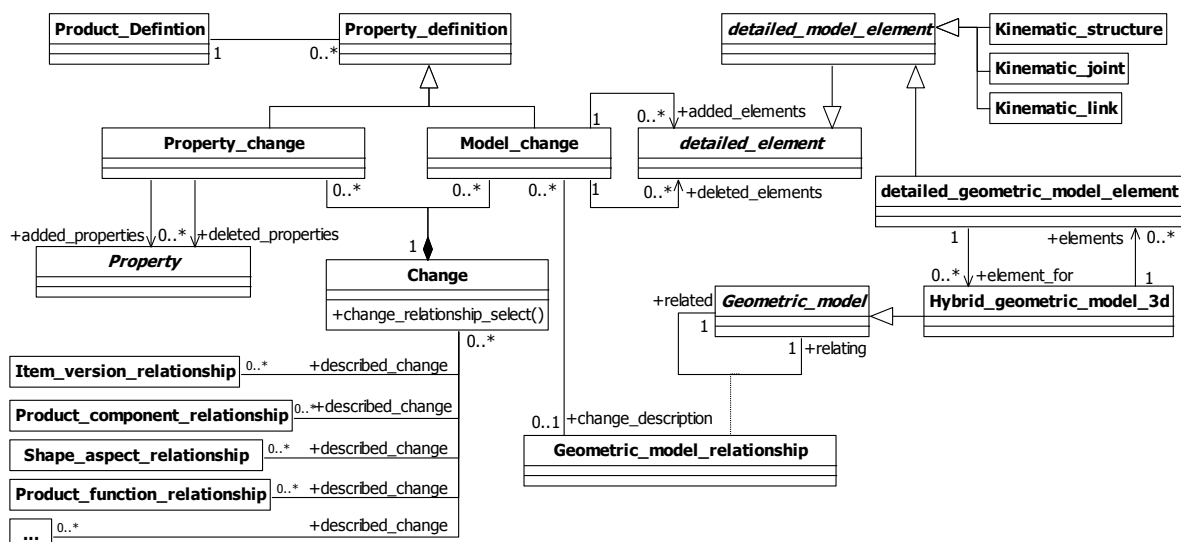 Product_Defintion
1
0..*
Property_definition
detailed_model_element
Kinematic_structure
Kinematic_joint
Kinematic_link
Property_change
Model_change
1
0..*
+added_elements
detailed_element
0..*
0..*
0..*
1
0..*
+deleted_elements
detailed_geometric_model_element
+added_properties
0..*
+deleted_properties
Property
1
+elements
0..*
0..*
+element_for
1
1
Change
+change_relationship_select()
0..*
+related
1
Geometric_model
1
+relating
Hybrid_geometric_model_3d
Item_version_relationship
0..*
+described_change
Product_component_relationship
0..*
+described_change
0..1
+change_description
Shape_aspect_relationship
0..*
+described_change
Geometric_model_relationship
Product_function_relationship
0..*
+described_change
...
0..*
+described_change